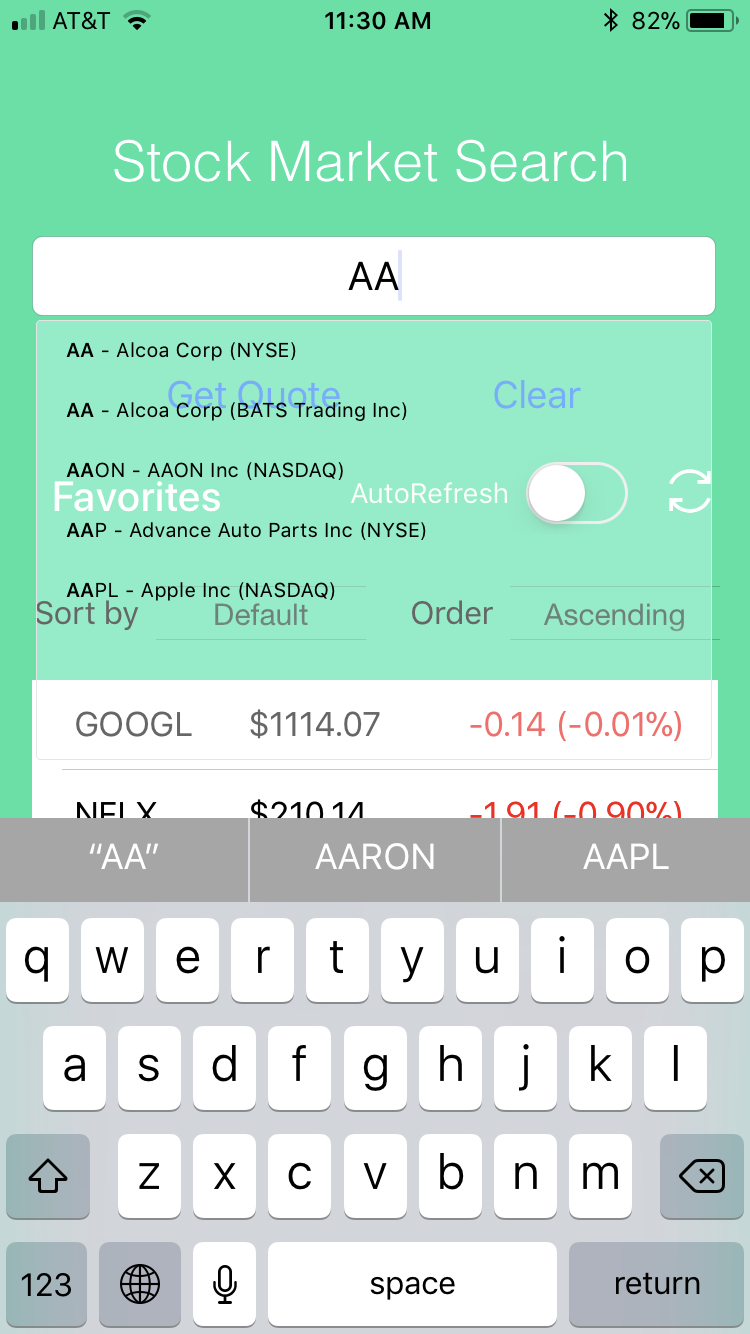 AT&T 11:30 AM 82%
Stock Market Search
AA
AA - Alcoa Corp (NYSE)
Get Quote Clear
AA - Alcoa Corp (BATS Trading Inc)
AAON - AAON Inc (NASDAQ)
Favorites AutoRefresh
AAP - Advance Auto Parts Inc (NYSE)
AAPL - Apple Inc (NASDAQ)
Sort by Default Order Ascending
GOOGL $1114.07 -0.14 (-0.01%)
NFLX $210.14 -1.91 (-0.90%)
“AA” AARON AAPL
q w e r t y u i o p
a s d f g h j k l
z x c v b n m
123 space return